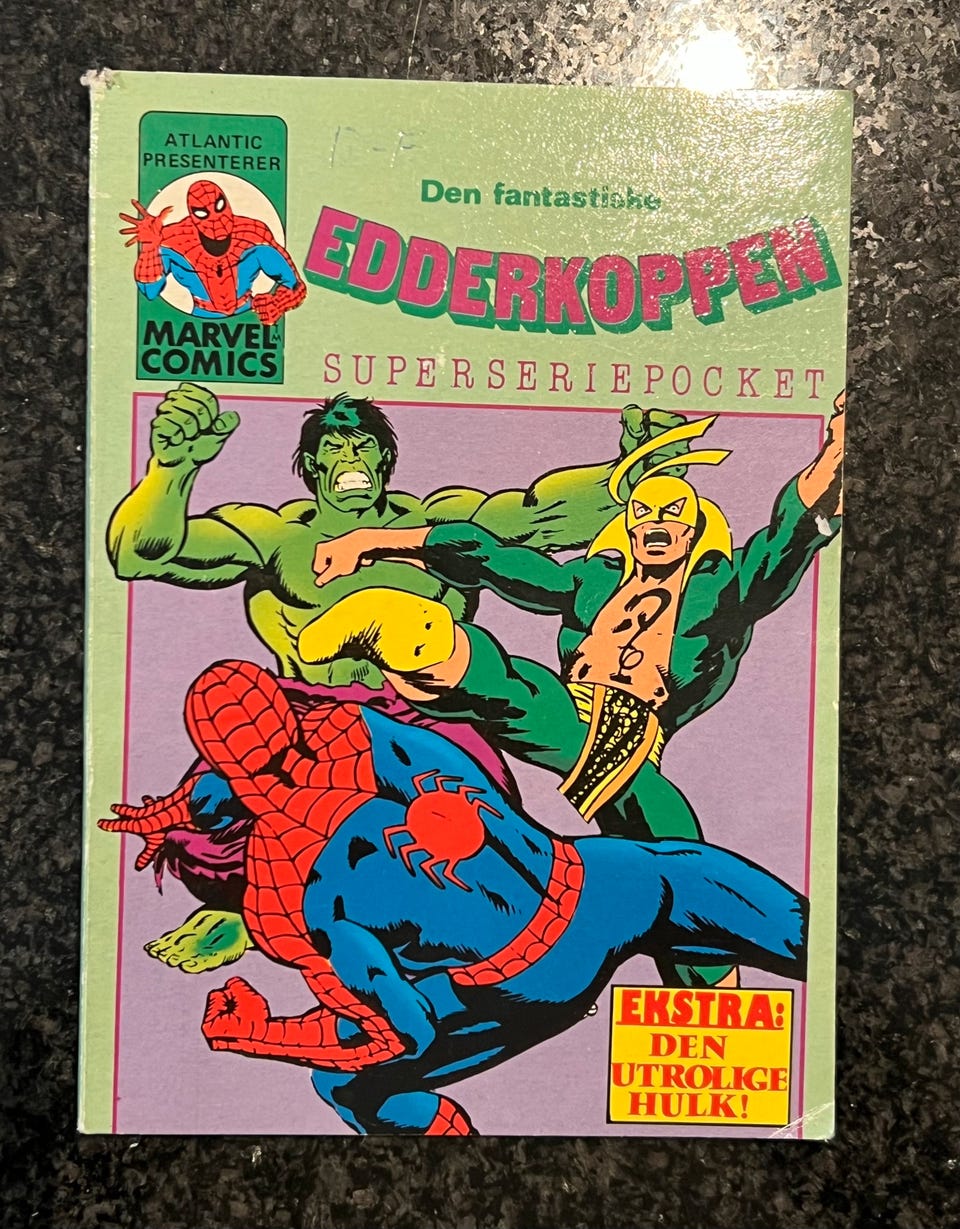 ATLANTIC
PRESENTERER
MARVEL
COMICS
Den fantastiske
EDDERKOPPEN
SUPERSERIEPOCKET
EKSTRA:
DEN
UTROLIGE
HULK!